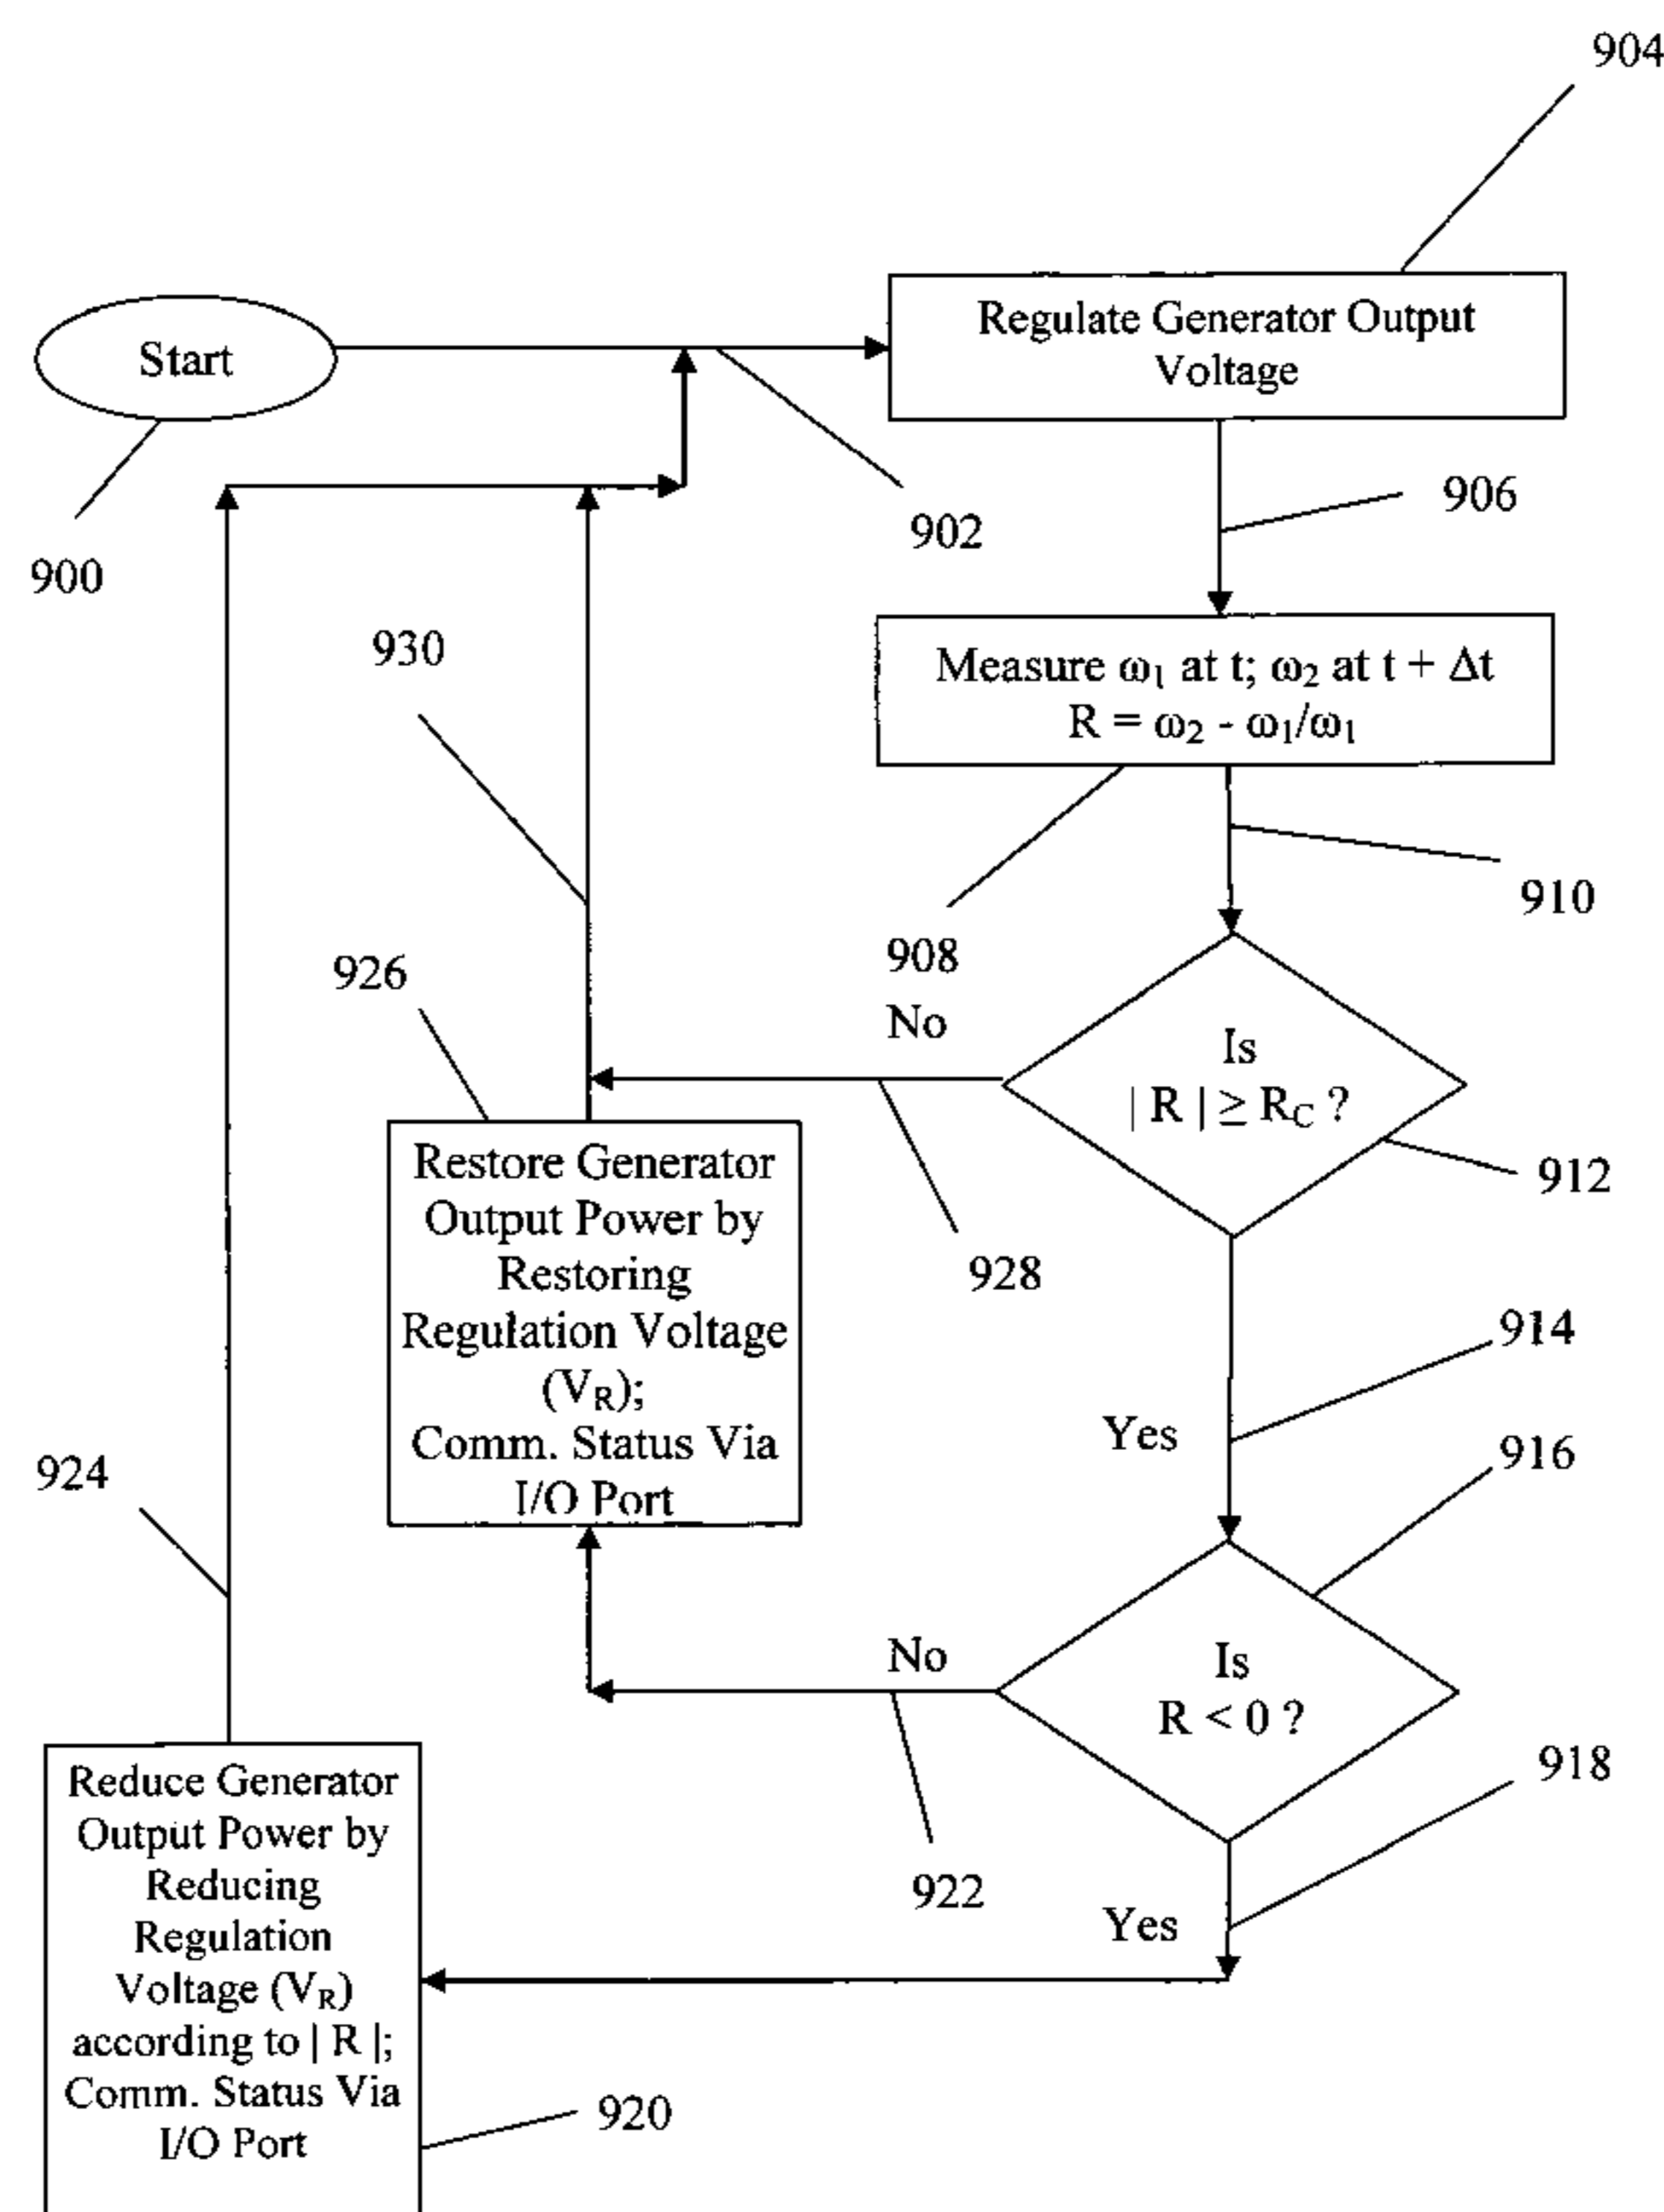 904
Regulate Generator Output
Voltage
Start
906
902
900
930
Measure ω₁ at t; ω₂ at t + Δt
R = ω₂ - ω₁/ω₁
910
908
926
No
Is
| R | ≥ R_C ?
912
Restore Generator
Output Power by
Restoring
Regulation Voltage
(V_R);
Comm. Status Via
I/O Port
928
914
Yes
916
924
No
Is
R < 0 ?
918
922
Yes
Reduce Generator
Output Power by
Reducing
Regulation
Voltage (V_R)
according to | R |;
Comm. Status Via
I/O Port
920